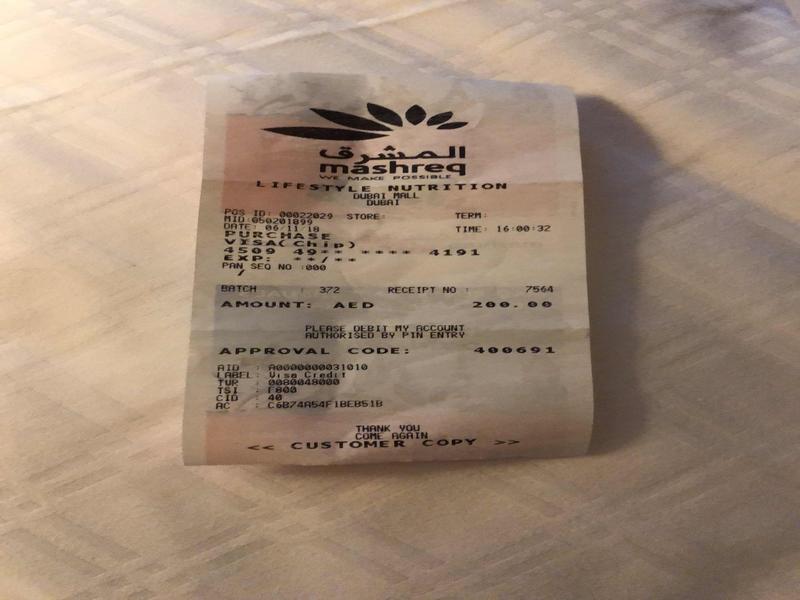 المشرق
mashreq
WE MAKE POSSIBLE
LIFESTYLE NUTRITION
DUBAI MALL
DUBAI
POS ID: 00022029 STORE: TERM:
MID:050201899
DATE: 06/11/18 TIME: 16:00:32
PURCHASE
VISA(Chip)
4509 49** **** 4191
EXP: **/**
PAN SEQ NO :000
/
BATCH : 372 RECEIPT NO : 7564
AMOUNT: AED 200.00
PLEASE DEBIT MY ACCOUNT
AUTHORISED BY PIN ENTRY
APPROVAL CODE: 400691
AID : A0000000031010
LABEL: Visa Credit
TVR : 0080048000
TSI : F800
CID : 40
AC : C6B74A54F1BEB51B
THANK YOU
COME AGAIN
<< CUSTOMER COPY >>